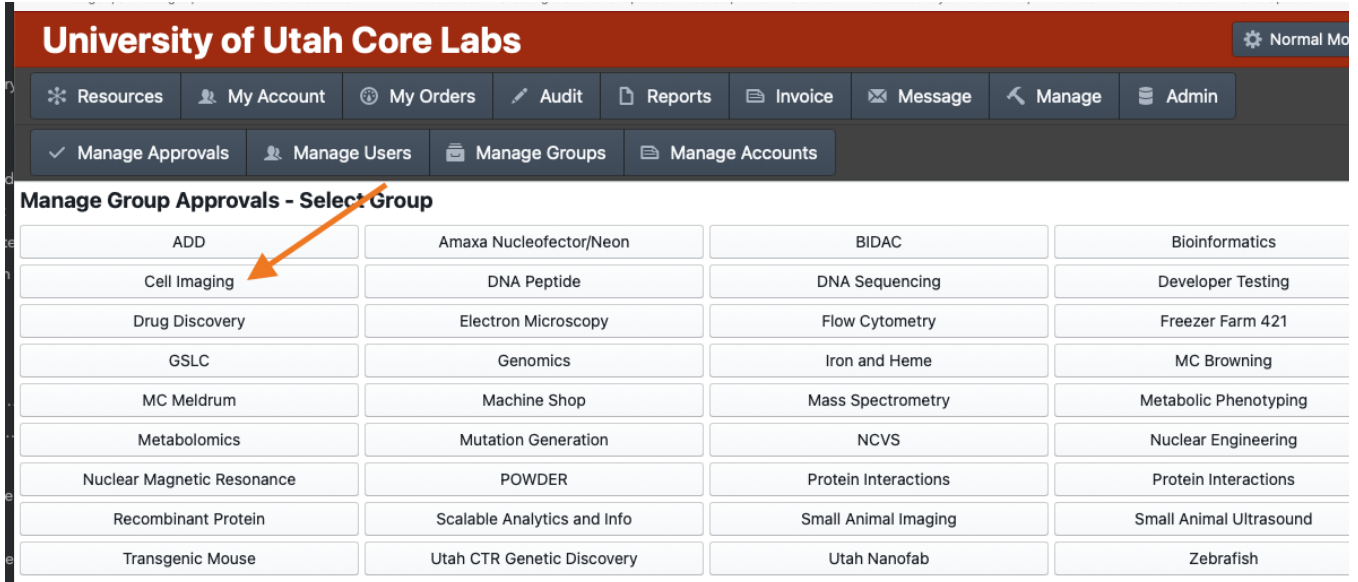 University of Utah Core Labs
Normal Mo
Resources My Account My Orders Audit Reports Invoice Message Manage Admin
Manage Approvals Manage Users Manage Groups Manage Accounts
Manage Group Approvals - Select Group
ADD Amaxa Nucleofector/Neon BIDAC Bioinformatics
Cell Imaging DNA Peptide DNA Sequencing Developer Testing
Drug Discovery Electron Microscopy Flow Cytometry Freezer Farm 421
GSLC Genomics Iron and Heme MC Browning
MC Meldrum Machine Shop Mass Spectrometry Metabolic Phenotyping
Metabolomics Mutation Generation NCVS Nuclear Engineering
Nuclear Magnetic Resonance POWDER Protein Interactions Protein Interactions
Recombinant Protein Scalable Analytics and Info Small Animal Imaging Small Animal Ultrasound
Transgenic Mouse Utah CTR Genetic Discovery Utah Nanofab Zebrafish